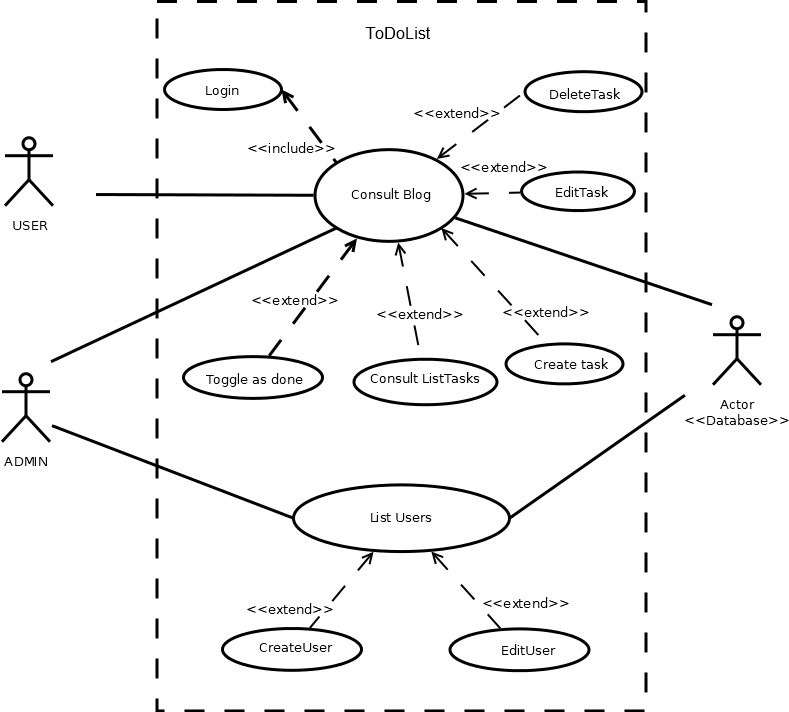 ToDoList
Login
DeleteTask
<<extend>>
<<include>>
<<extend>>
Consult Blog
EditTask
USER
<<extend>>
<<extend>>
<<extend>>
Toggle as done
Consult ListTasks
Create task
Actor
<<Database>>
ADMIN
List Users
<<extend>>
<<extend>>
CreateUser
EditUser